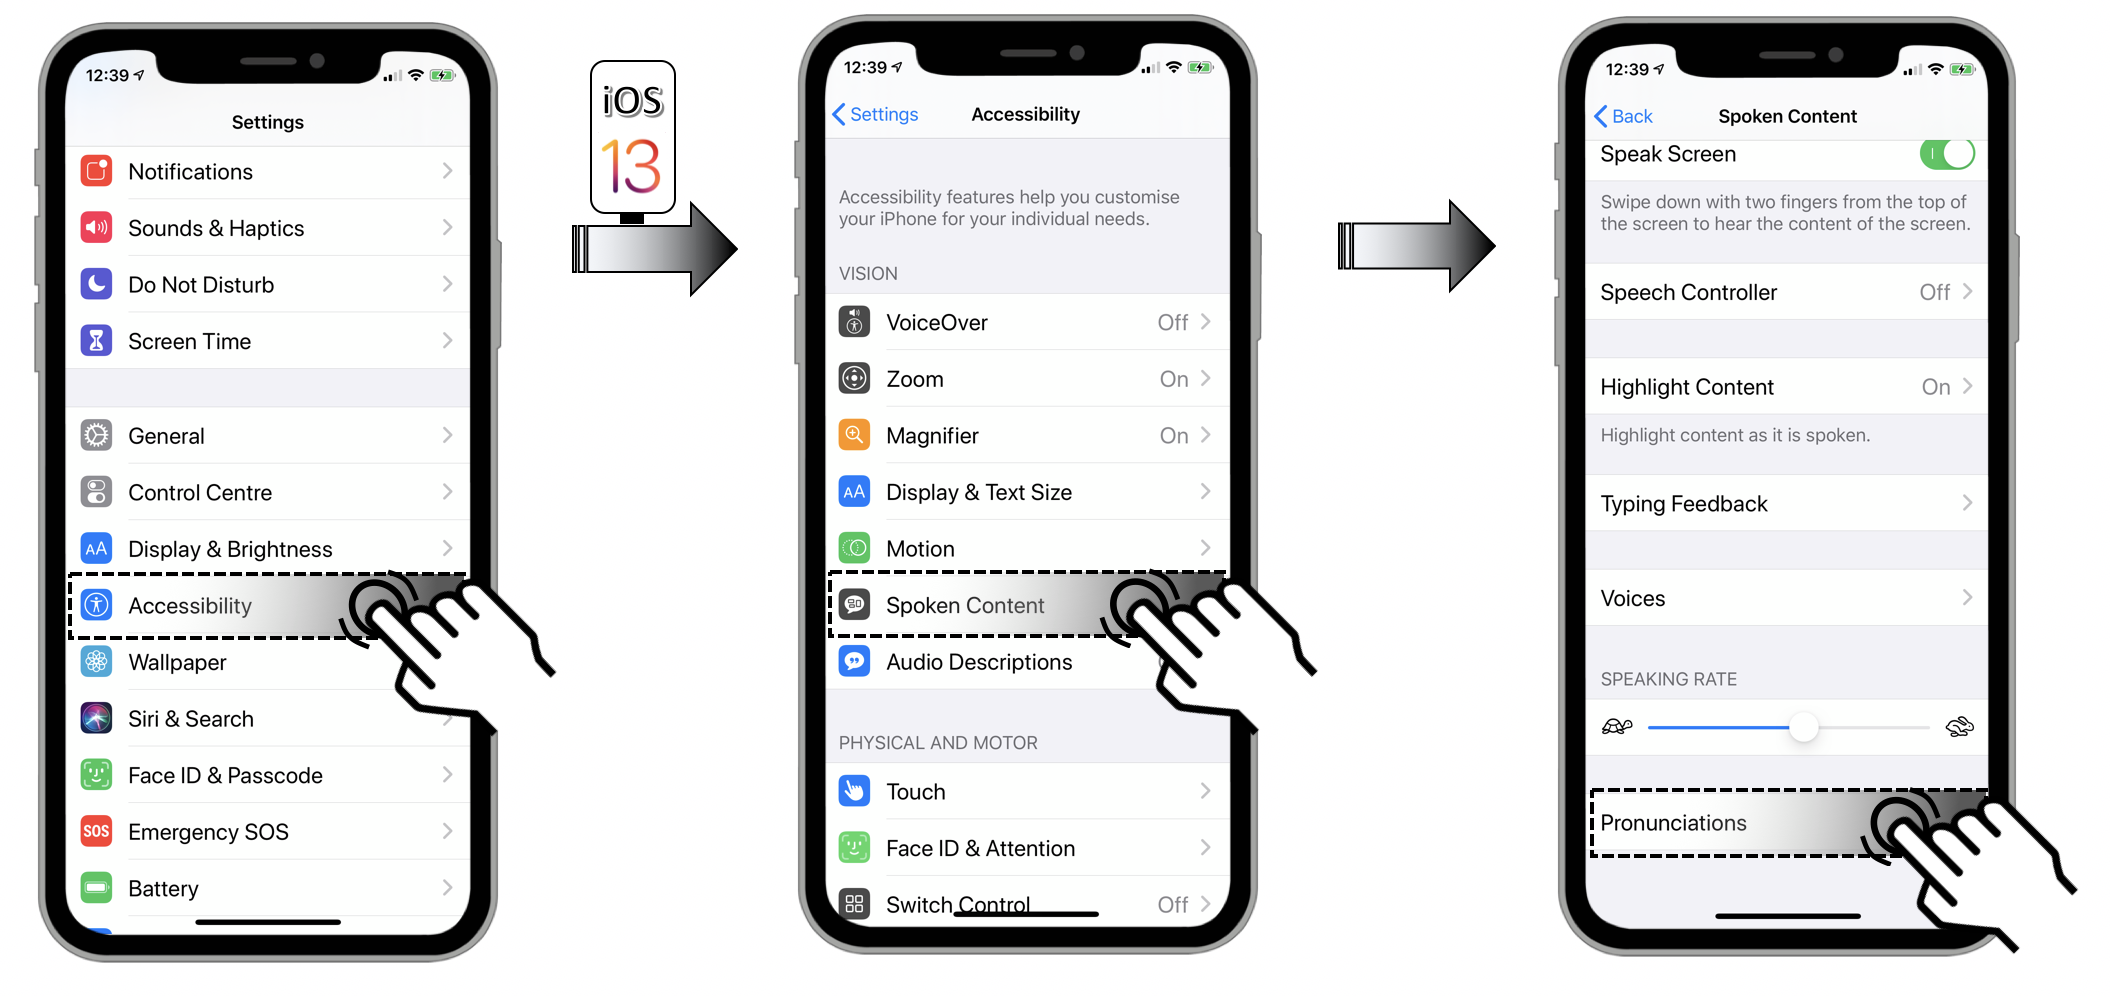 12:39
Settings
Notifications
Sounds & Haptics
Do Not Disturb
Screen Time
General
Control Centre
AA Display & Brightness
Accessibility
Wallpaper
Siri & Search
Face ID & Passcode
SOS Emergency SOS
Battery
iOS
13
12:39
Settings Accessibility
Accessibility features help you customise
your iPhone for your individual needs.
VISION
VoiceOver Off
Zoom On
Magnifier On
AA Display & Text Size
Motion
Spoken Content
Audio Descriptions
PHYSICAL AND MOTOR
Touch
Face ID & Attention
Switch Control Off
12:39
Back Spoken Content
Speak Screen
Swipe down with two fingers from the top of
the screen to hear the content of the screen.
Speech Controller Off
Highlight Content On
Highlight content as it is spoken.
Typing Feedback
Voices
SPEAKING RATE
Pronunciations